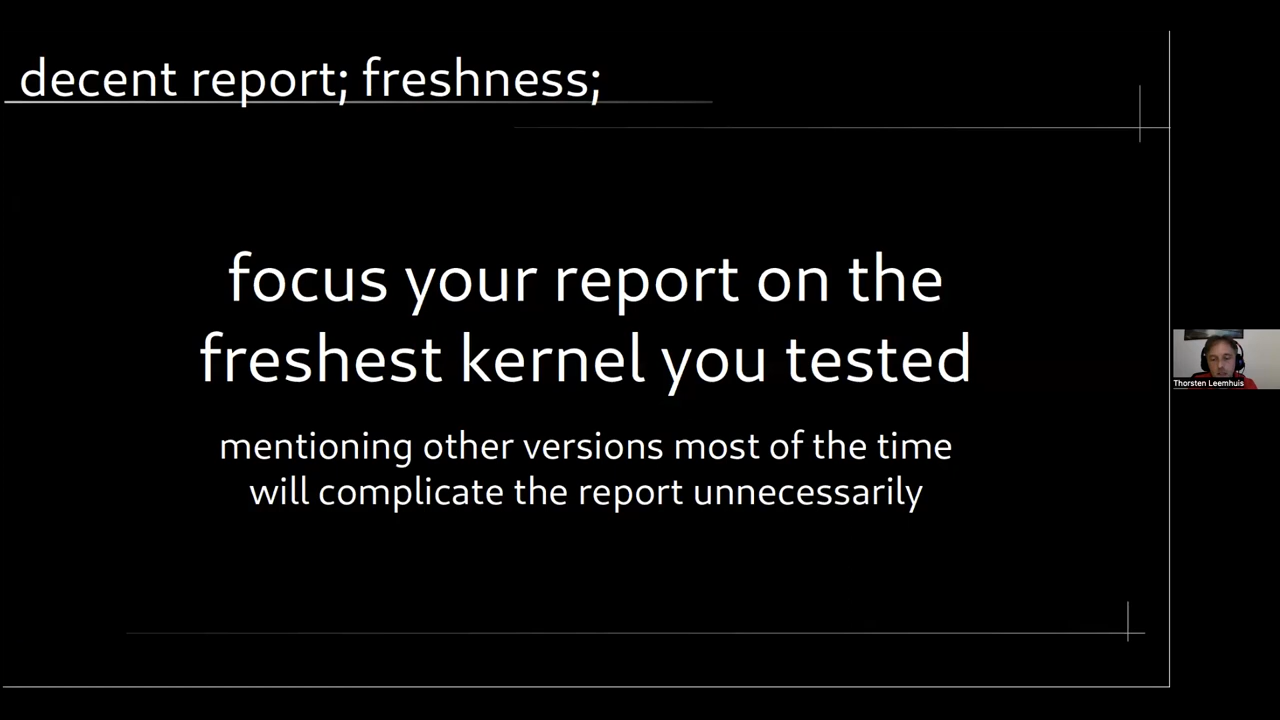 decent report; freshness;
focus your report on the
freshest kernel you tested
mentioning other versions most of the time
will complicate the report unnecessarily
Thorsten Leemhuis